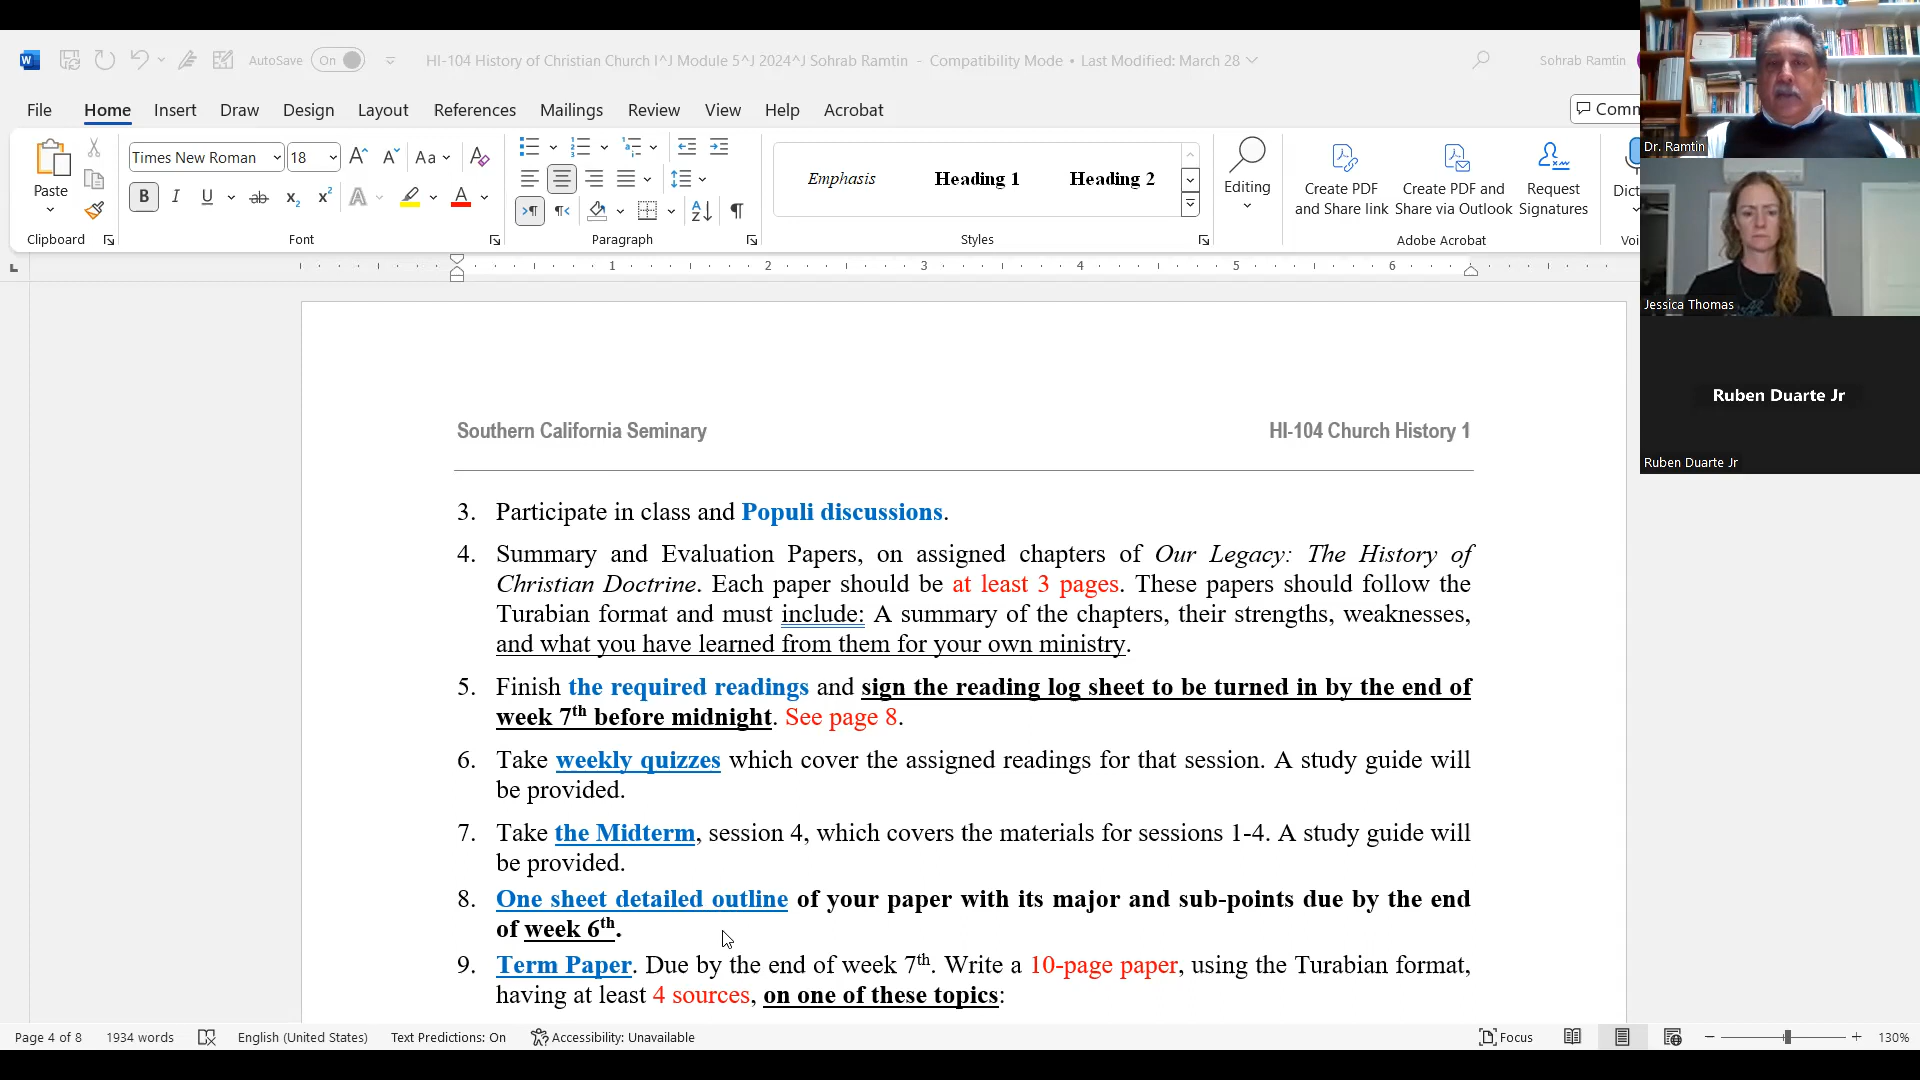 AutoSave On
HI-104 History of Christian Church I^J Module 5^J 2024^J Sohrab Ramtin - Compatibility Mode • Last Modified: March 28
Sohrab Ramtin
File Home Insert Draw Design Layout References Mailings Review View Help Acrobat
Comm
Paste
Times New Roman 18
Emphasis Heading 1 Heading 2
Editing
Create PDF and Share link
Create PDF and Share via Outlook
Request Signatures
Dict
Clipboard Font Paragraph Styles Adobe Acrobat Voi
1 2 3 4 5 6
Dr. Ramtin
Jessica Thomas
Ruben Duarte Jr
Ruben Duarte Jr
Southern California Seminary HI-104 Church History 1
3. Participate in class and Populi discussions.
4. Summary and Evaluation Papers, on assigned chapters of Our Legacy: The History of
Christian Doctrine. Each paper should be at least 3 pages. These papers should follow the
Turabian format and must include: A summary of the chapters, their strengths, weaknesses,
and what you have learned from them for your own ministry.
5. Finish the required readings and sign the reading log sheet to be turned in by the end of
week 7th before midnight. See page 8.
6. Take weekly quizzes which cover the assigned readings for that session. A study guide will
be provided.
7. Take the Midterm, session 4, which covers the materials for sessions 1-4. A study guide will
be provided.
8. One sheet detailed outline of your paper with its major and sub-points due by the end
of week 6th.
9. Term Paper. Due by the end of week 7th. Write a 10-page paper, using the Turabian format,
having at least 4 sources, on one of these topics:
Page 4 of 8 1934 words English (United States) Text Predictions: On Accessibility: Unavailable Focus 130%